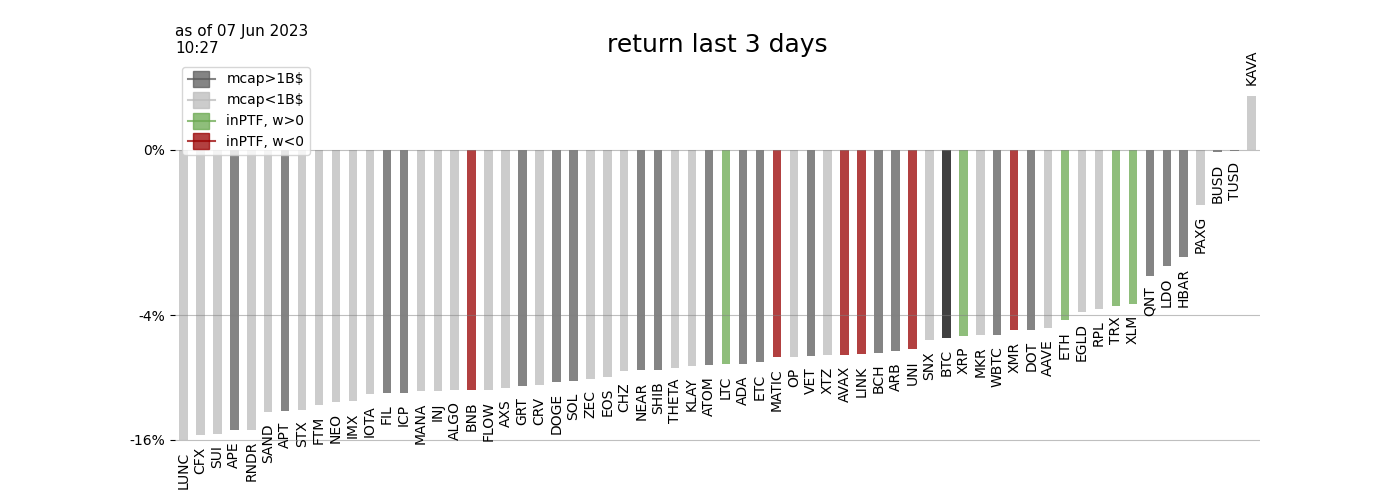 as of 07 Jun 2023
10:27
return last 3 days
mcap>1B$
mcap<1B$
inPTF, w>0
inPTF, w<0
0%
-4%
-16%
LUNC
CFX
SUI
APE
RNDR
SAND
APT
STX
FTM
NEO
IMX
IOTA
FIL
ICP
MANA
INJ
ALGO
BNB
FLOW
AXS
GRT
CRV
DOGE
SOL
ZEC
EOS
CHZ
NEAR
SHIB
THETA
KLAY
ATOM
LTC
ADA
ETC
MATIC
OP
VET
XTZ
AVAX
LINK
BCH
ARB
UNI
SNX
BTC
XRP
MKR
WBTC
XMR
DOT
AAVE
ETH
EGLD
RPL
TRX
XLM
QNT
LDO
HBAR
PAXG
BUSD
TUSD
KAVA